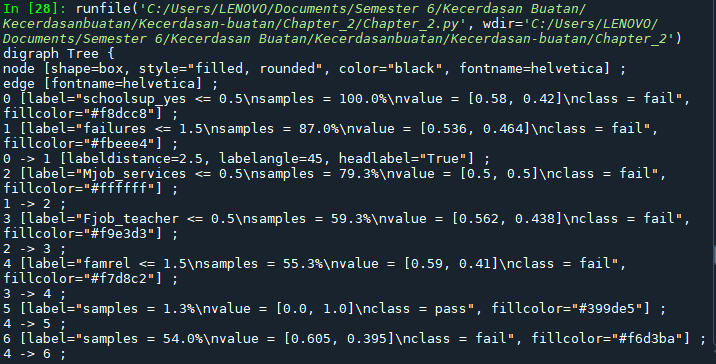 In [28]: runfile('C:/Users/LENOVO/Documents/Semester 6/Kecerdasan Buatan/
Kecerdasanbuatan/Kecerdasan-buatan/Chapter_2/Chapter_2.py', wdir='C:/Users/LENOVO/
Documents/Semester 6/Kecerdasan Buatan/Kecerdasanbuatan/Kecerdasan-buatan/Chapter_2')
digraph Tree {
node [shape=box, style="filled, rounded", color="black", fontname=helvetica] ;
edge [fontname=helvetica] ;
0 [label="schoolsup_yes <= 0.5\nsamples = 100.0%\nvalue = [0.58, 0.42]\nclass = fail",
fillcolor="#f8dcc8"] ;
1 [label="failures <= 1.5\nsamples = 87.0%\nvalue = [0.536, 0.464]\nclass = fail",
fillcolor="#fbeee4"] ;
0 -> 1 [labeldistance=2.5, labelangle=45, headlabel="True"] ;
2 [label="Mjob_services <= 0.5\nsamples = 79.3%\nvalue = [0.5, 0.5]\nclass = fail",
fillcolor="#ffffff"] ;
1 -> 2 ;
3 [label="Fjob_teacher <= 0.5\nsamples = 59.3%\nvalue = [0.562, 0.438]\nclass = fail",
fillcolor="#f9e3d3"] ;
2 -> 3 ;
4 [label="famrel <= 1.5\nsamples = 55.3%\nvalue = [0.59, 0.41]\nclass = fail",
fillcolor="#f7d8c2"] ;
3 -> 4 ;
5 [label="samples = 1.3%\nvalue = [0.0, 1.0]\nclass = pass", fillcolor="#399de5"] ;
4 -> 5 ;
6 [label="samples = 54.0%\nvalue = [0.605, 0.395]\nclass = fail", fillcolor="#f6d3ba"] ;
4 -> 6 ;